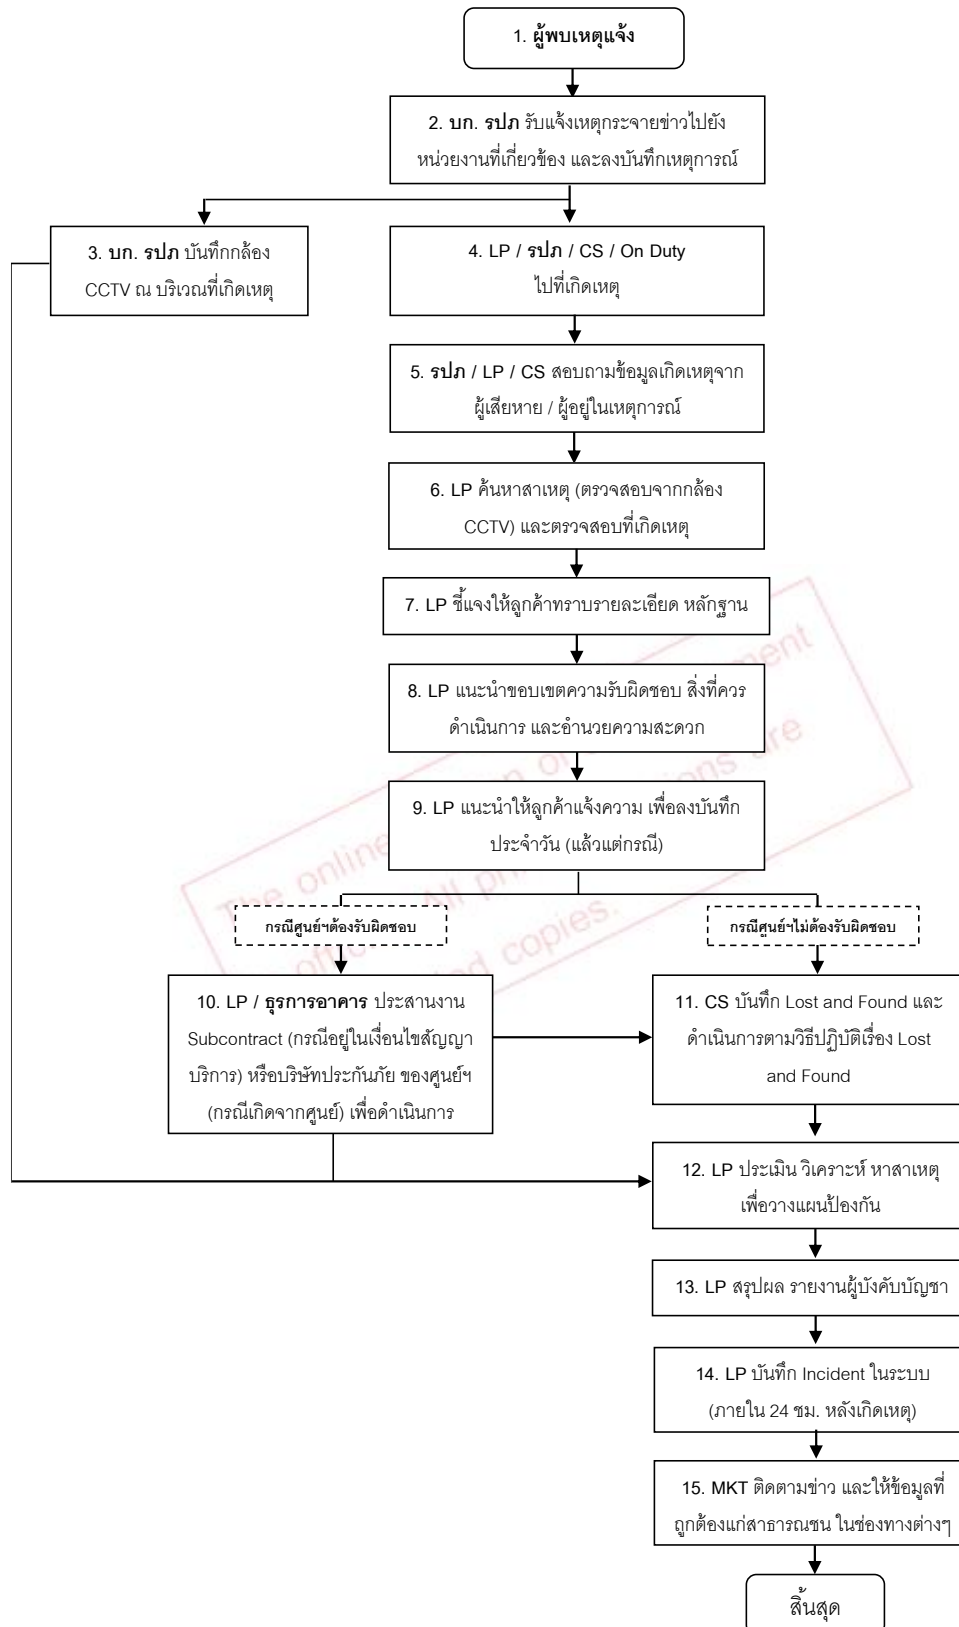 1. ผู้พบเหตุแจ้ง
2. บก. รปภ รับแจ้งเหตุกระจายข่าวไปยัง
หน่วยงานที่เกี่ยวข้อง และลงบันทึกเหตุการณ์
3. บก. รปภ บันทึกกล้อง
CCTV ณ บริเวณที่เกิดเหตุ
4. LP / รปภ / CS / On Duty
ไปที่เกิดเหตุ
5. รปภ / LP / CS สอบถามข้อมูลเกิดเหตุจาก
ผู้เสียหาย / ผู้อยู่ในเหตุการณ์
6. LP ค้นหาสาเหตุ (ตรวจสอบจากกล้อง
CCTV) และตรวจสอบที่เกิดเหตุ
7. LP ชี้แจงให้ลูกค้าทราบรายละเอียด หลักฐาน
8. LP แนะนำขอบเขตความรับผิดชอบ สิ่งที่ควร
ดำเนินการ และอำนวยความสะดวก
9. LP แนะนำให้ลูกค้าแจ้งความ เพื่อลงบันทึก
ประจำวัน (แล้วแต่กรณี)
The online
All
copies.
กรณีศูนย์ฯต้องรับผิดชอบ
กรณีศูนย์ฯไม่ต้องรับผิดชอบ
10. LP / ธุรการอาคาร ประสานงาน
Subcontract (กรณีอยู่ในเงื่อนไขสัญญา
บริการ) หรือบริษัทประกันภัย ของศูนย์ฯ
(กรณีเกิดจากศูนย์) เพื่อดำเนินการ
11. CS บันทึก Lost and Found และ
ดำเนินการตามวิธีปฏิบัติเรื่อง Lost
and Found
12. LP ประเมิน วิเคราะห์ หาสาเหตุ
เพื่อวางแผนป้องกัน
13. LP สรุปผล รายงานผู้บังคับบัญชา
14. LP บันทึก Incident ในระบบ
(ภายใน 24 ชม. หลังเกิดเหตุ)
15. MKT ติดตามข่าว และให้ข้อมูลที่
ถูกต้องแก่สาธารณชน ในช่องทางต่างๆ
สิ้นสุด